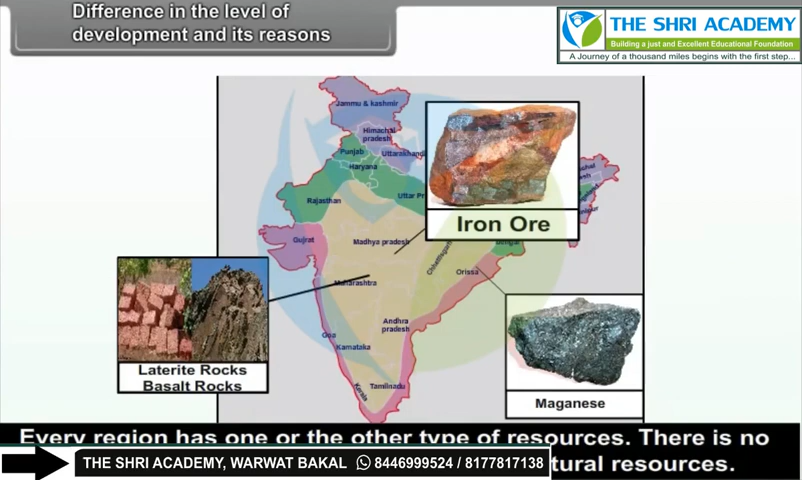 Difference in the level of
development and its reasons
THE SHRI ACADEMY
Building a just and Excellent Educational Foundation
A Journey of a thousand miles begins with the first step...
Jammu & kashmir
Himachal
pradesh
Punjab
Uttarakhand
Haryana
Rajasthan
Uttar Pr
Gujrat
Madhya pradesh
Chhattisgarh
Orissa
Maharashtra
Andhra
pradesh
Goa
Karnataka
Kerala
Tamilnadu
Iron Ore
Laterite Rocks
Basalt Rocks
Maganese
Every region has one or the other type of resources. There is no
tural resources.
THE SHRI ACADEMY, WARWAT BAKAL 8446999524 / 8177817138